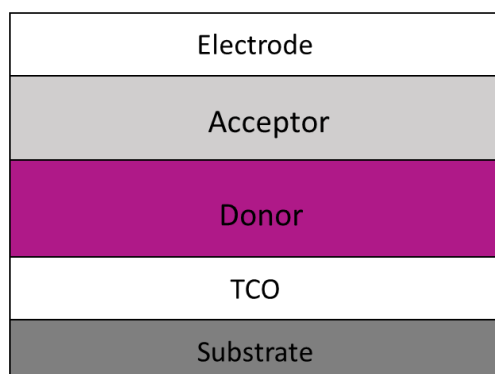 Electrode
Acceptor
Donor
TCO
Substrate